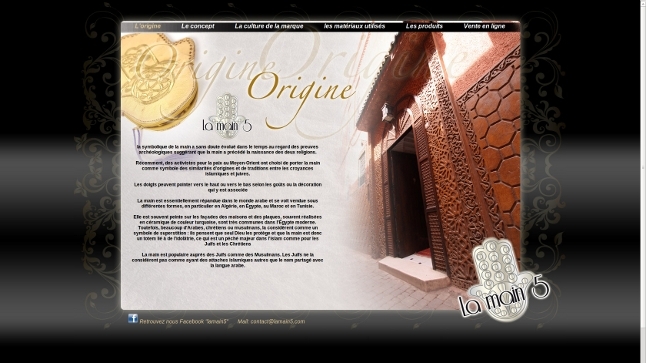 L'origine Le concept La culture de la marque les matériaux utilisés Les produits Vente en ligne
Origine
la main 5
la symbolique de la main a sans doute évolué dans le temps au regard des preuves
archéologiques suggérant que la main a précédé la naissance des deux religions.
Récemment, des activistes pour la paix au Moyen-Orient ont choisi de porter la main
comme symbole des similarités d'origines et de traditions entre les croyances
islamiques et juives.
Les doigts peuvent pointer vers le haut ou vers le bas selon les goûts ou la décoration
qui y est associée
La main est essentiellement répandue dans le monde arabe et se voit vendue sous
différentes formes, en particulier en Algérie, en Égypte, au Maroc et en Tunisie.
Elle est souvent peinte sur les façades des maisons et des plaques, souvent réalisées
en céramique de couleur turquoise, sont très communes dans l'Égypte moderne.
Toutefois, beaucoup d'Arabes, chrétiens ou musulmans, la considèrent comme un
symbole de superstition : ils pensent que seul Dieu les protège et que la main est donc
un totem lié à de l'idolâtrie, ce qui est un péché majeur dans l'islam comme pour les
Juifs et les Chrétiens
La main est populaire auprès des Juifs comme des Musulmans. Les Juifs ne la
considèrent pas comme ayant des attaches islamiques autres que le nom partagé avec
la langue arabe.
la main 5
Retrouvez nous Facebook "lamain5" Mail: contact@lamain5.com